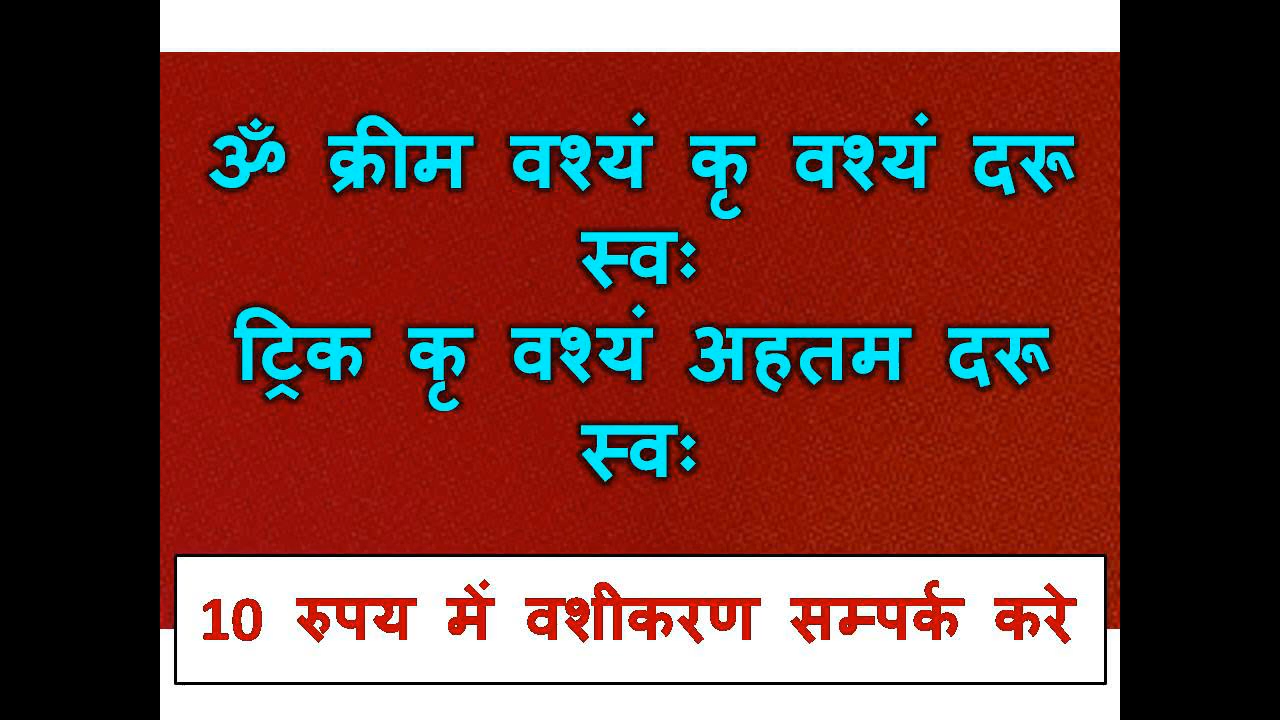 ॐ क्रीम वश्यं कृ वश्यं दरू
स्वः
ट्रिक कृ वश्यं अहतम दरू
स्वः
10 रुपय में वशीकरण सम्पर्क करे